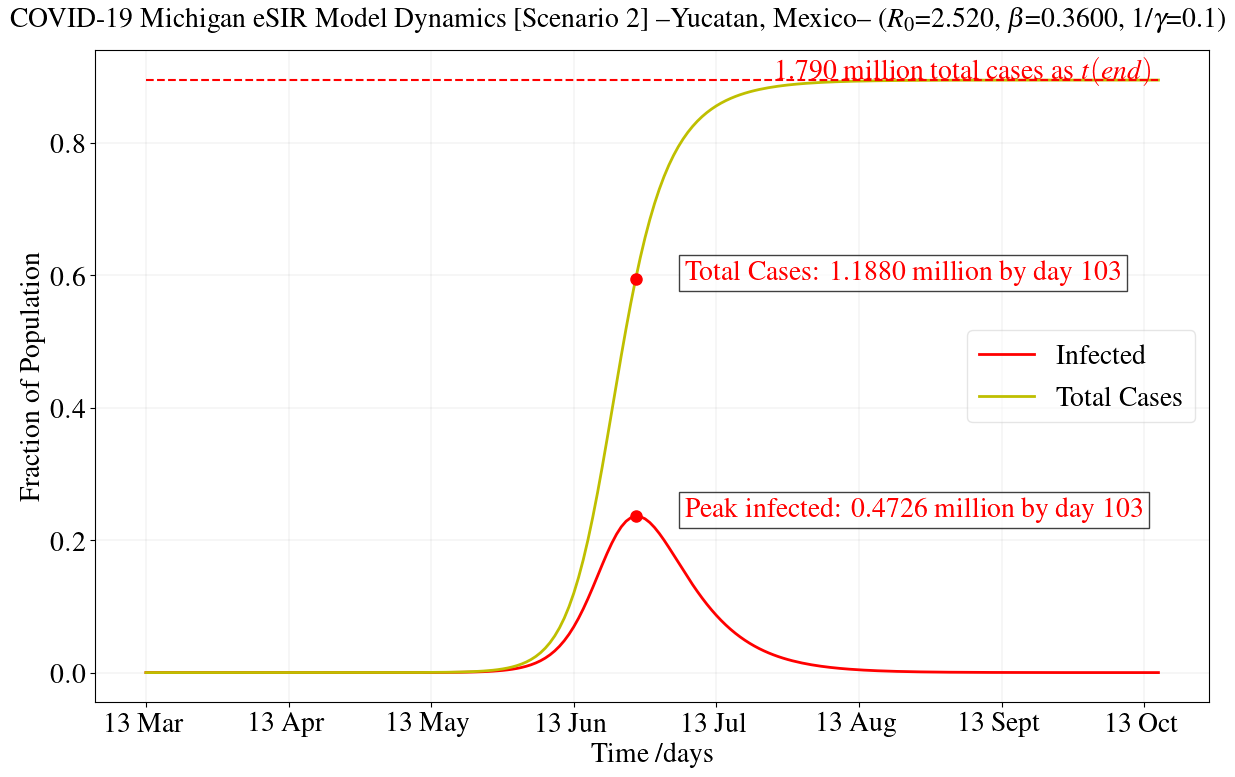 COVID-19 Michigan eSIR Model Dynamics [Scenario 2] –Yucatan, Mexico– (R₀=2.520, β=0.3600, 1/γ=0.1)
1.790 million total cases as t(end)
0.8
Total Cases: 1.1880 million by day 103
0.6
Infected
Total Cases
0.4
Fraction of Population
Peak infected: 0.4726 million by day 103
0.2
0.0
13 Mar 13 Apr 13 May 13 Jun 13 Jul 13 Aug 13 Sept 13 Oct
Time /days